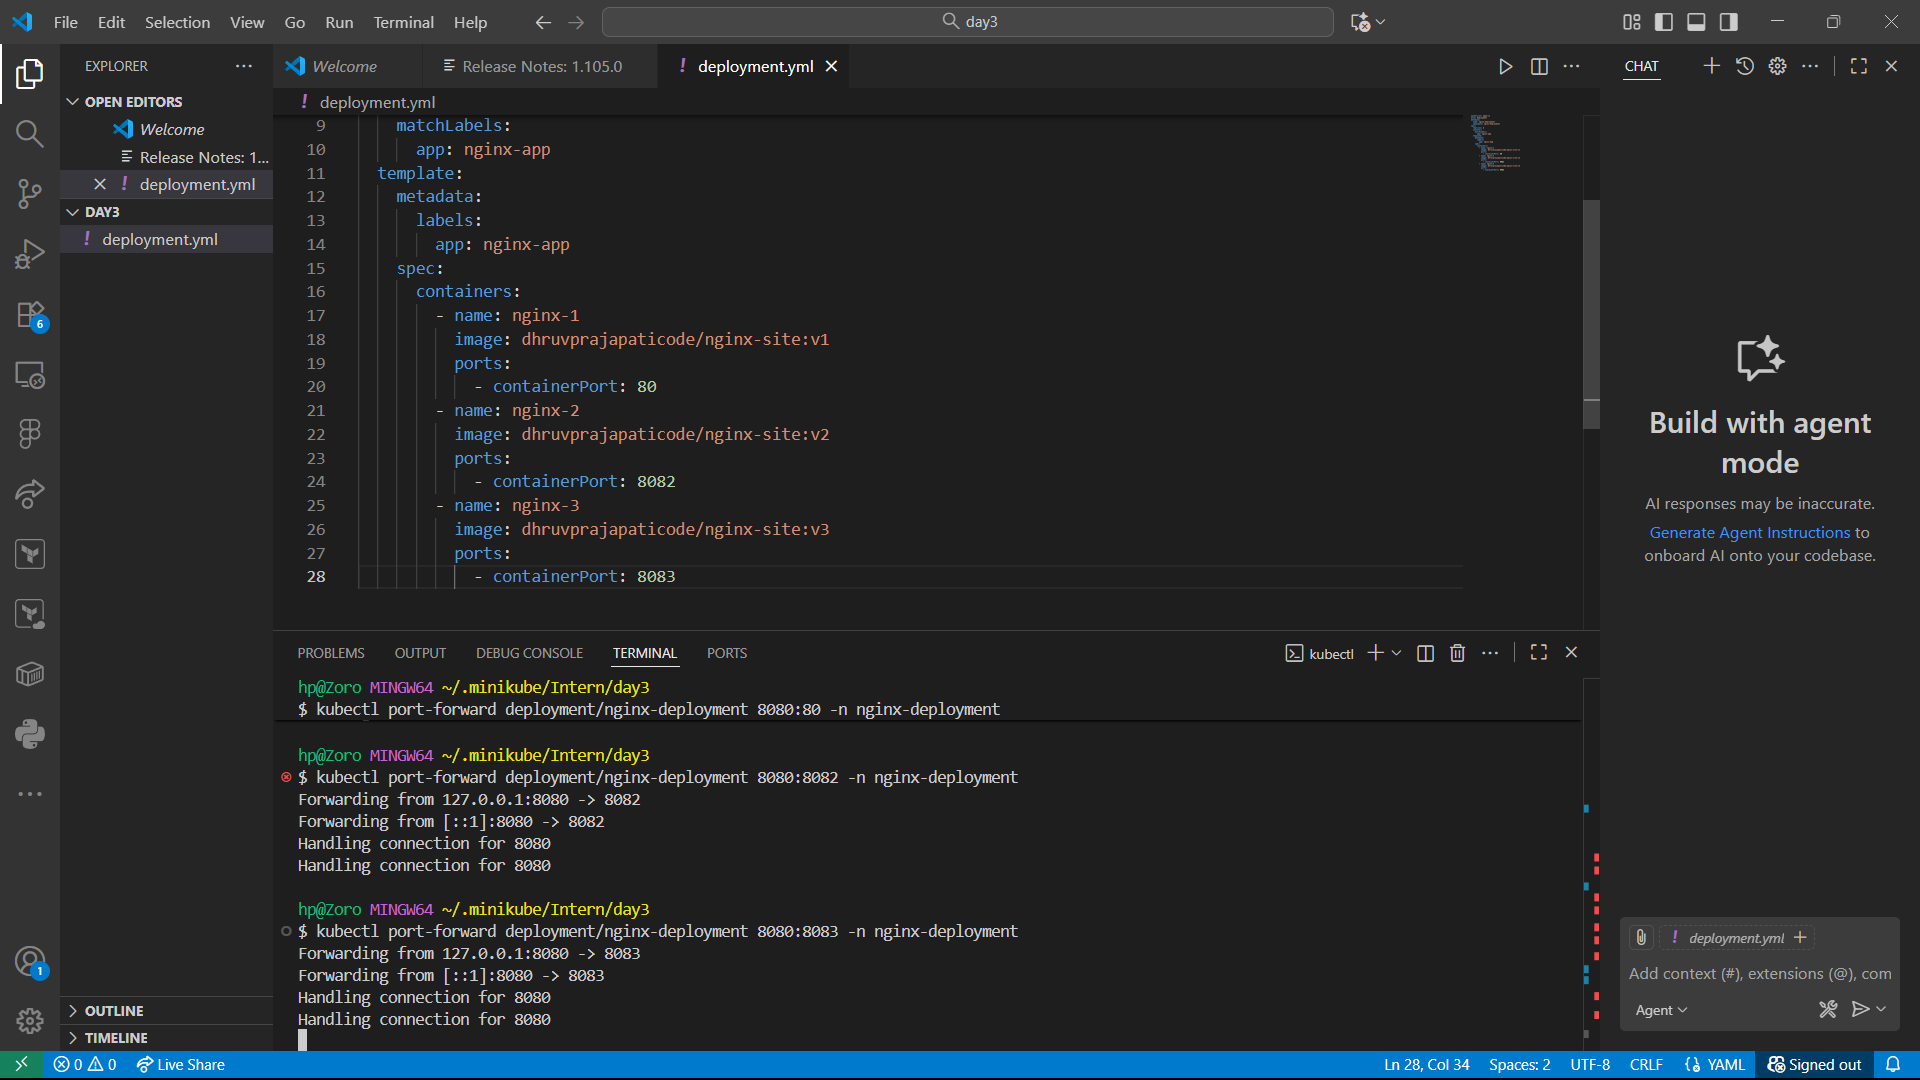 File Edit Selection View Go Run Terminal Help
day3
EXPLORER
OPEN EDITORS
Welcome
Release Notes: 1...
deployment.yml
DAY3
deployment.yml
OUTLINE
TIMELINE
6
1
Welcome
Release Notes: 1.105.0
deployment.yml
deployment.yml
9 matchLabels:
10 app: nginx-app
11 template:
12 metadata:
13 labels:
14 app: nginx-app
15 spec:
16 containers:
17 - name: nginx-1
18 image: dhruvprajapaticode/nginx-site:v1
19 ports:
20 - containerPort: 80
21 - name: nginx-2
22 image: dhruvprajapaticode/nginx-site:v2
23 ports:
24 - containerPort: 8082
25 - name: nginx-3
26 image: dhruvprajapaticode/nginx-site:v3
27 ports:
28 - containerPort: 8083
PROBLEMS OUTPUT DEBUG CONSOLE TERMINAL PORTS
kubectl
hp@Zoro MINGW64 ~/.minikube/Intern/day3
$ kubectl port-forward deployment/nginx-deployment 8080:80 -n nginx-deployment
hp@Zoro MINGW64 ~/.minikube/Intern/day3
$ kubectl port-forward deployment/nginx-deployment 8080:8082 -n nginx-deployment
Forwarding from 127.0.0.1:8080 -> 8082
Forwarding from [::1]:8080 -> 8082
Handling connection for 8080
Handling connection for 8080
hp@Zoro MINGW64 ~/.minikube/Intern/day3
$ kubectl port-forward deployment/nginx-deployment 8080:8083 -n nginx-deployment
Forwarding from 127.0.0.1:8080 -> 8083
Forwarding from [::1]:8080 -> 8083
Handling connection for 8080
Handling connection for 8080
CHAT
Build with agent
mode
AI responses may be inaccurate.
Generate Agent Instructions to
onboard AI onto your codebase.
deployment.yml
Add context (#), extensions (@), com
Agent
0 0 Live Share
Ln 28, Col 34 Spaces: 2 UTF-8 CRLF YAML Signed out